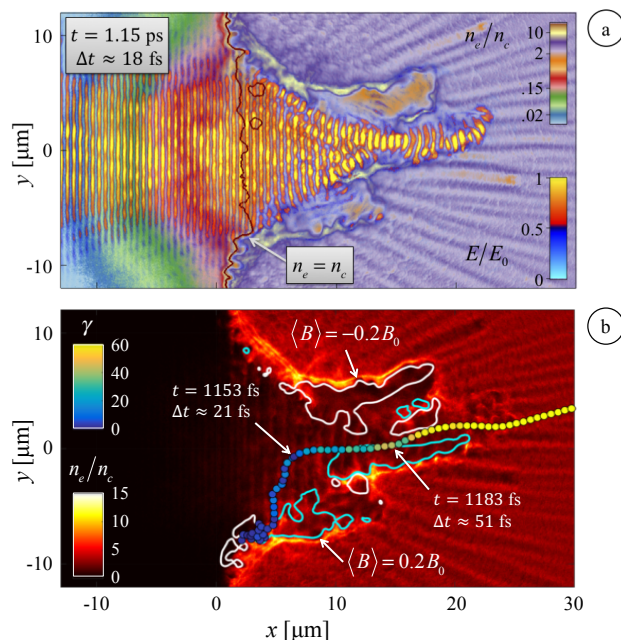 a
t = 1.15 ps
Δt ≈ 18 fs
n_e/n_c
10
2
.15
.02
1
0.5
0
E/E_0
n_e = n_c
y [μm]
10
0
-10
b
γ
60
40
20
0
⟨B⟩=−0.2B_0
t = 1153 fs
Δt ≈ 21 fs
n_e/n_c
15
10
5
0
t = 1183 fs
Δt ≈ 51 fs
⟨B⟩= 0.2B_0
y [μm]
10
0
-10
-10
0
10
20
30
x [μm]